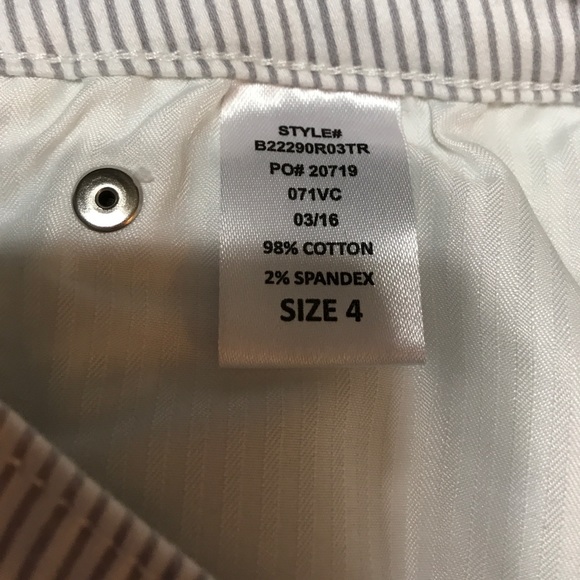 STYLE#
B22290R03TR
PO# 20719
071VC
03/16
98% COTTON
2% SPANDEX
SIZE 4